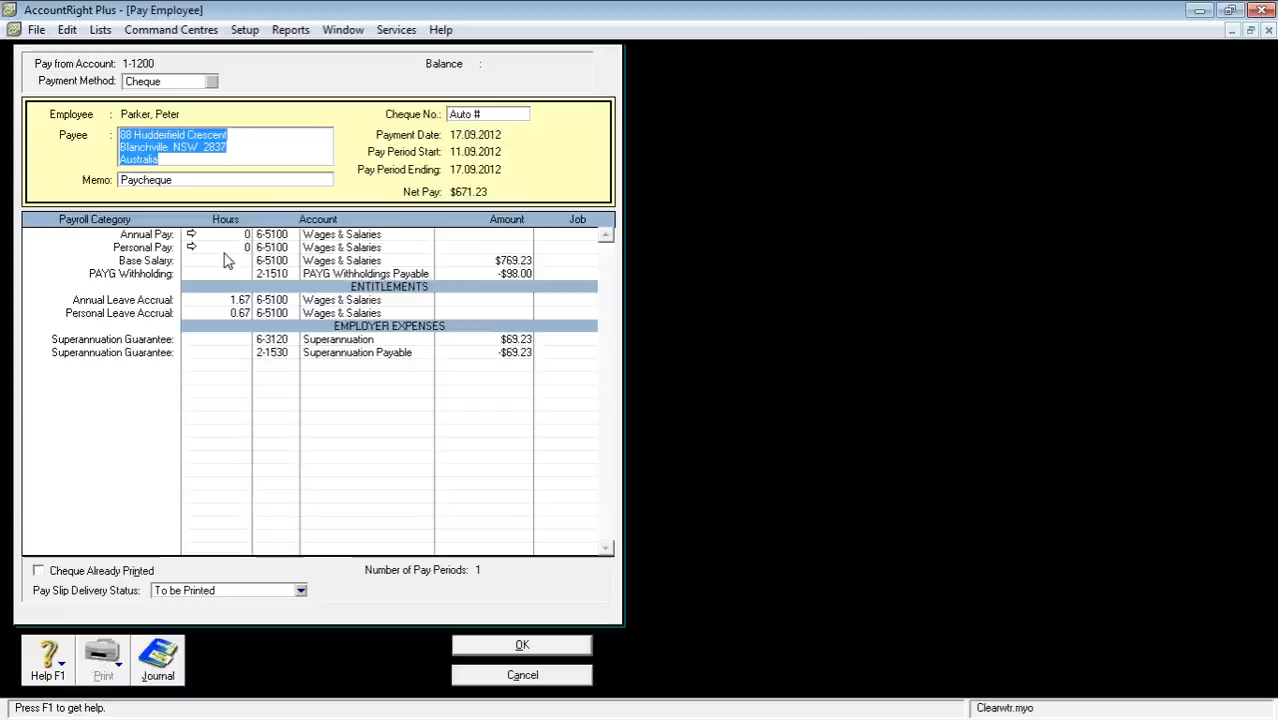 AccountRight Plus - [Pay Employee]
File Edit Lists Command Centres Setup Reports Window Services Help
Pay from Account: 1-1200 Balance :
Payment Method: Cheque
Employee : Parker, Peter Cheque No.: Auto #
Payee : 88 Hudderfield Crescent Payment Date: 17.09.2012
Blanchville NSW 2837 Pay Period Start: 11.09.2012
Australia Pay Period Ending: 17.09.2012
Memo: Paycheque Net Pay: $671.23
Payroll Category Hours Account Amount Job
Annual Pay: 0 6-5100 Wages & Salaries
Personal Pay: 0 6-5100 Wages & Salaries
Base Salary: 6-5100 Wages & Salaries $769.23
PAYG Withholding: 2-1510 PAYG Withholdings Payable -$98.00
ENTITLEMENTS
Annual Leave Accrual: 1.67 6-5100 Wages & Salaries
Personal Leave Accrual: 0.67 6-5100 Wages & Salaries
EMPLOYER EXPENSES
Superannuation Guarantee: 6-3120 Superannuation $69.23
Superannuation Guarantee: 2-1530 Superannuation Payable -$69.23
Cheque Already Printed Number of Pay Periods: 1
Pay Slip Delivery Status: To be Printed
Help F1 Print Journal
OK
Cancel
Press F1 to get help. Clearwtr.myo